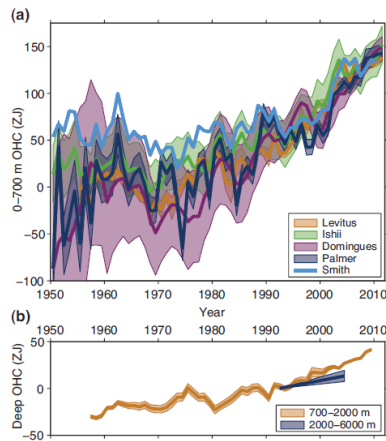 (a)
150
100
50
0
−50
−100
0–700 m OHC (ZJ)
Levitus
Ishii
Domingues
Palmer
Smith
1950 1960 1970 1980 1990 2000 2010
Year
(b)
1950 1960 1970 1980 1990 2000 2010
50
0
−50
Deep OHC (ZJ)
700–2000 m
2000–6000 m